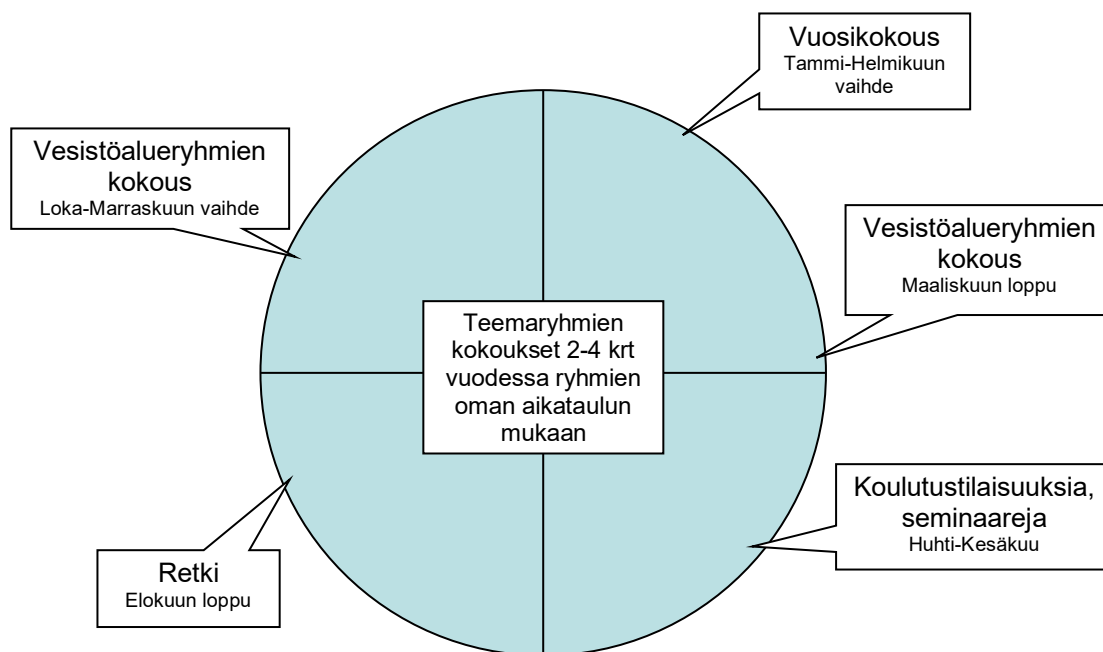 Vuosikokous
Tammi-Helmikuun
vaihde
Vesistöalueryhmien
kokous
Loka-Marraskuun vaihde
Vesistöalueryhmien
kokous
Maaliskuun loppu
Teemaryhmien
kokoukset 2-4 krt
vuodessa ryhmien
oman aikataulun
mukaan
Koulutustilaisuuksia,
seminaareja
Huhti-Kesäkuu
Retki
Elokuun loppu